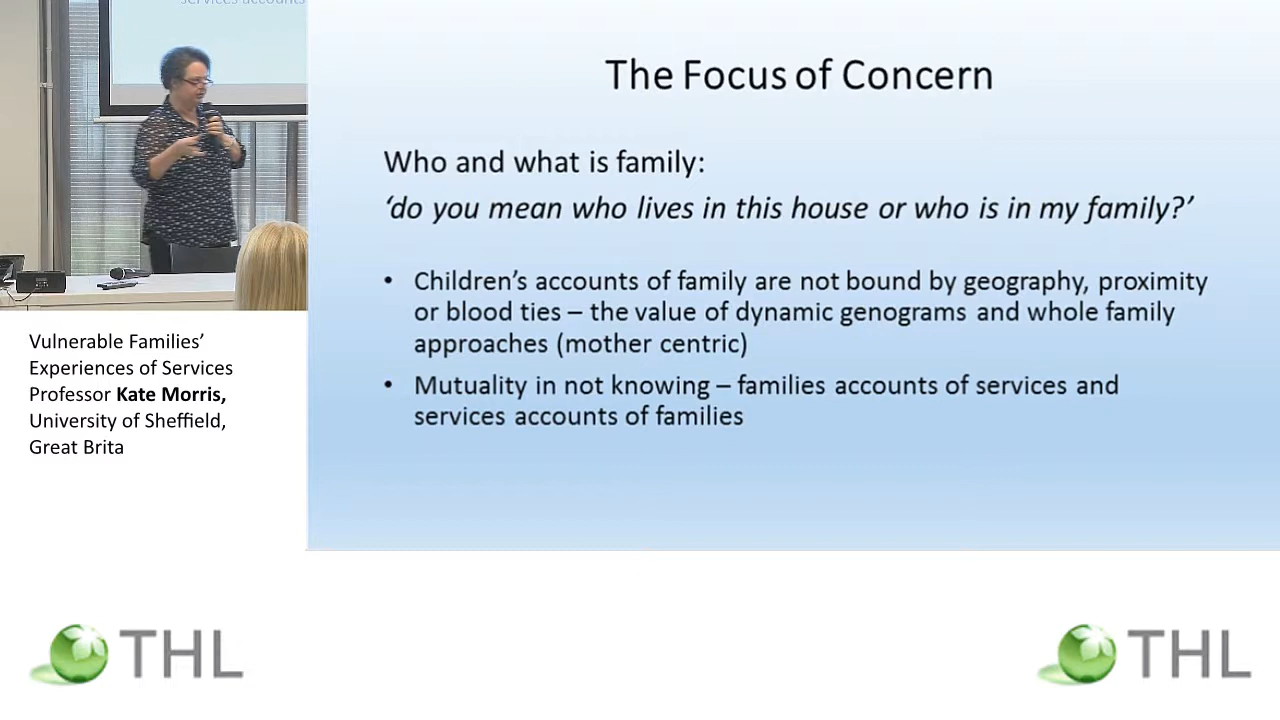 services accounts
The Focus of Concern
Who and what is family:
‘do you mean who lives in this house or who is in my family?’
• Children’s accounts of family are not bound by geography, proximity
or blood ties – the value of dynamic genograms and whole family
approaches (mother centric)
• Mutuality in not knowing – families accounts of services and
services accounts of families
Vulnerable Families’
Experiences of Services
Professor Kate Morris,
University of Sheffield,
Great Brita
THL
THL